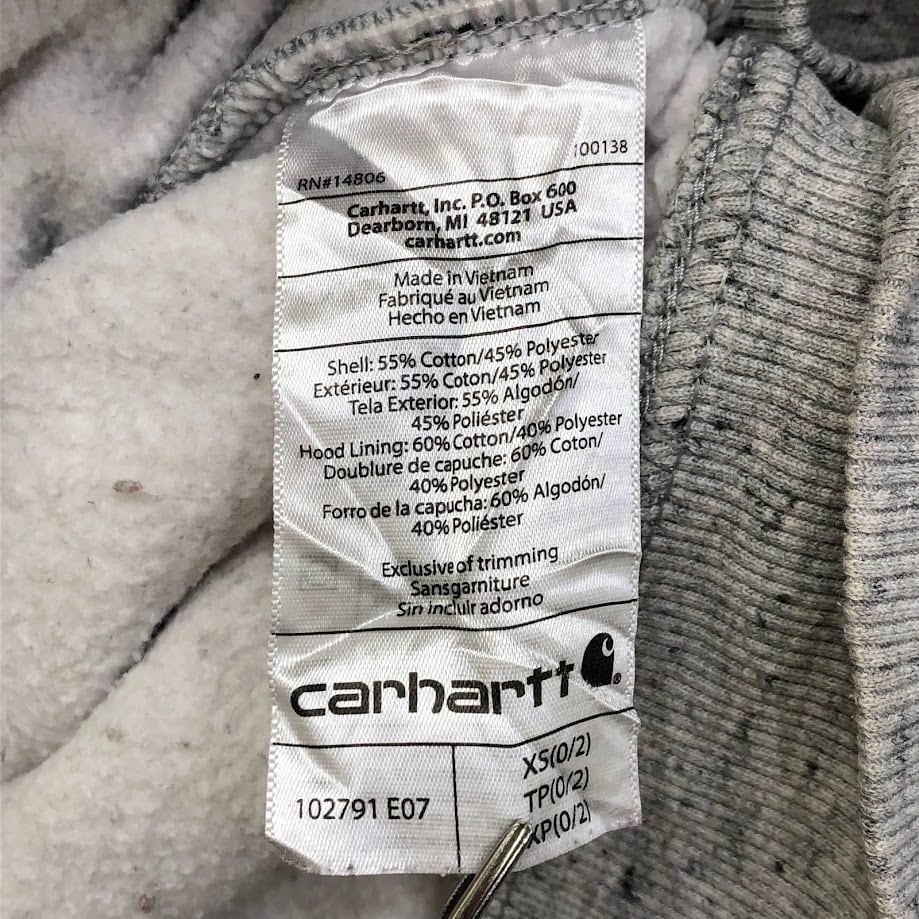 RN#14806
00138
Carhartt, Inc. P.O. Box 600
Dearborn, MI 48121 USA
carhartt.com
Made in Vietnam
Fabriqué au Vietnam
Hecho en Vietnam
Shell: 55% Cotton/45% Polyester
Extérieur: 55% Coton/45% Polyester
Tela Exterior: 55% Algodón/
45% Poliéster
Hood Lining: 60% Cotton/40% Polyester
Doublure de capuche: 60% Coton/
40% Polyester
Forro de la capucha: 60% Algodón/
40% Poliéster
Exclusive of trimming
Sansgarniture
Sin incluir adorno
carhartt
®
102791 E07
XS(0/2)
TP(0/2)
XP(0/2)